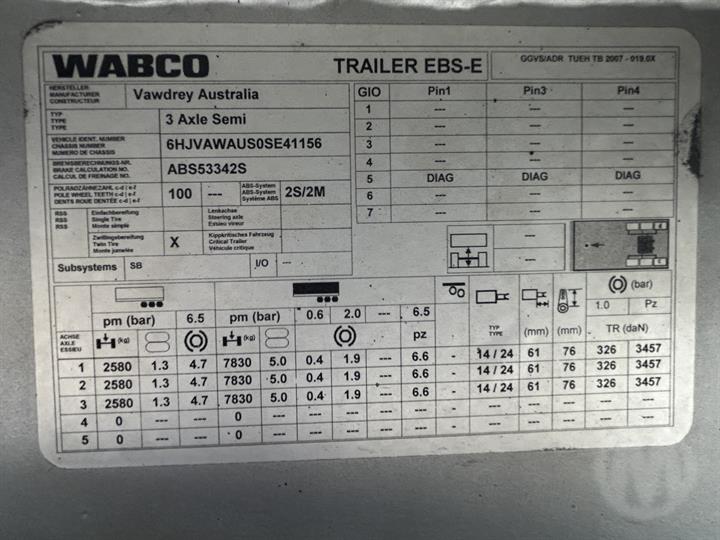 WABCO
TRAILER EBS-E
GGVS/ADR TUEH TB 2007 - 019.0X
HERSTELLER
MANUFACTURER
CONSTRUCTEUR
Vawdrey Australia
TYP
TYPE
TYPE
3 Axle Semi
VEHICLE IDENT. NUMBER
CHASSIS NUMBER
NUMERO DE CHASSIS
6HJVAWAUS0SE41156
BREMSBERECHNUNGS-NR.
BRAKE CALCULATION NO.
CALCUL DE FREINAGE NO.
ABS53342S
POLRADZÄHNEZAHL c-d | e-f
POLE WHEEL TEETH c-d | e-f
DENTS ROUE DENTÉE c-d | e-f
100 ---
ABS-System
ABS-System
Système ABS
2S/2M
RSS
RSS
RSS
Einfachbereifung
Single Tire
Monte simple
Lenkachse
Steering axle
Essieu vireur
Zwillingsbereifung
Twin Tire
Monte jumelée
X
Kippkritisches Fahrzeug
Critical Trailer
Véhicule critique
Subsystems SB I/O ---
GIO Pin1 Pin3 Pin4
1 --- --- ---
2 --- --- ---
3 --- --- ---
4 --- --- ---
5 DIAG DIAG DIAG
6 --- --- ---
7 --- --- ---
---
---
(bar)
pm (bar) 6.5 pm (bar) 0.6 2.0 --- 6.5 1.0 Pz
ACHSE
AXLE
ESSIEU
(kg) (kg) pz TYP
TYPE
(mm) (mm) TR (daN)
1 2580 1.3 4.7 7830 5.0 0.4 1.9 --- 6.6 - 14 / 24 61 76 326 3457
2 2580 1.3 4.7 7830 5.0 0.4 1.9 --- 6.6 - 14 / 24 61 76 326 3457
3 2580 1.3 4.7 7830 5.0 0.4 1.9 --- 6.6 - 14 / 24 61 76 326 3457
4 0 --- --- 0 --- --- --- --- --- - --- --- --- --- ---
5 0 --- --- 0 --- --- --- --- --- - --- --- --- --- ---